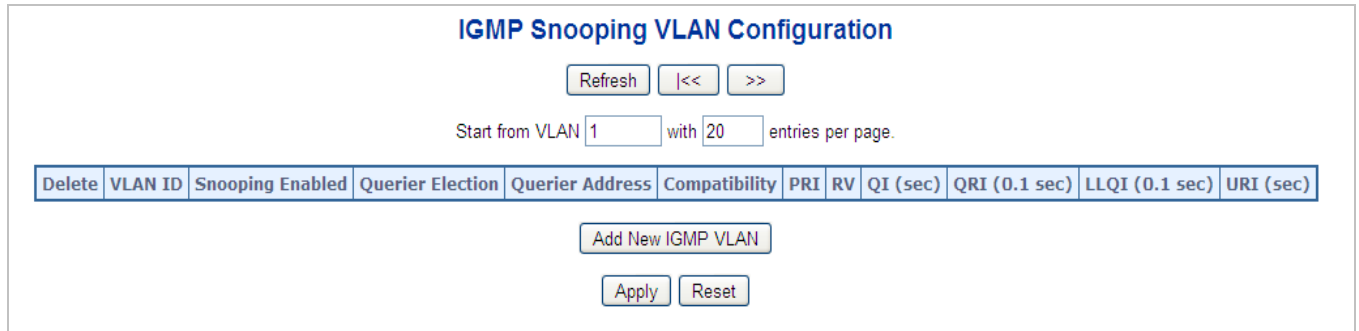 IGMP Snooping VLAN Configuration
Refresh |<< >>
Start from VLAN 1 with 20 entries per page.
Delete VLAN ID Snooping Enabled Querier Election Querier Address Compatibility PRI RV QI (sec) QRI (0.1 sec) LLQI (0.1 sec) URI (sec)
Add New IGMP VLAN
Apply Reset